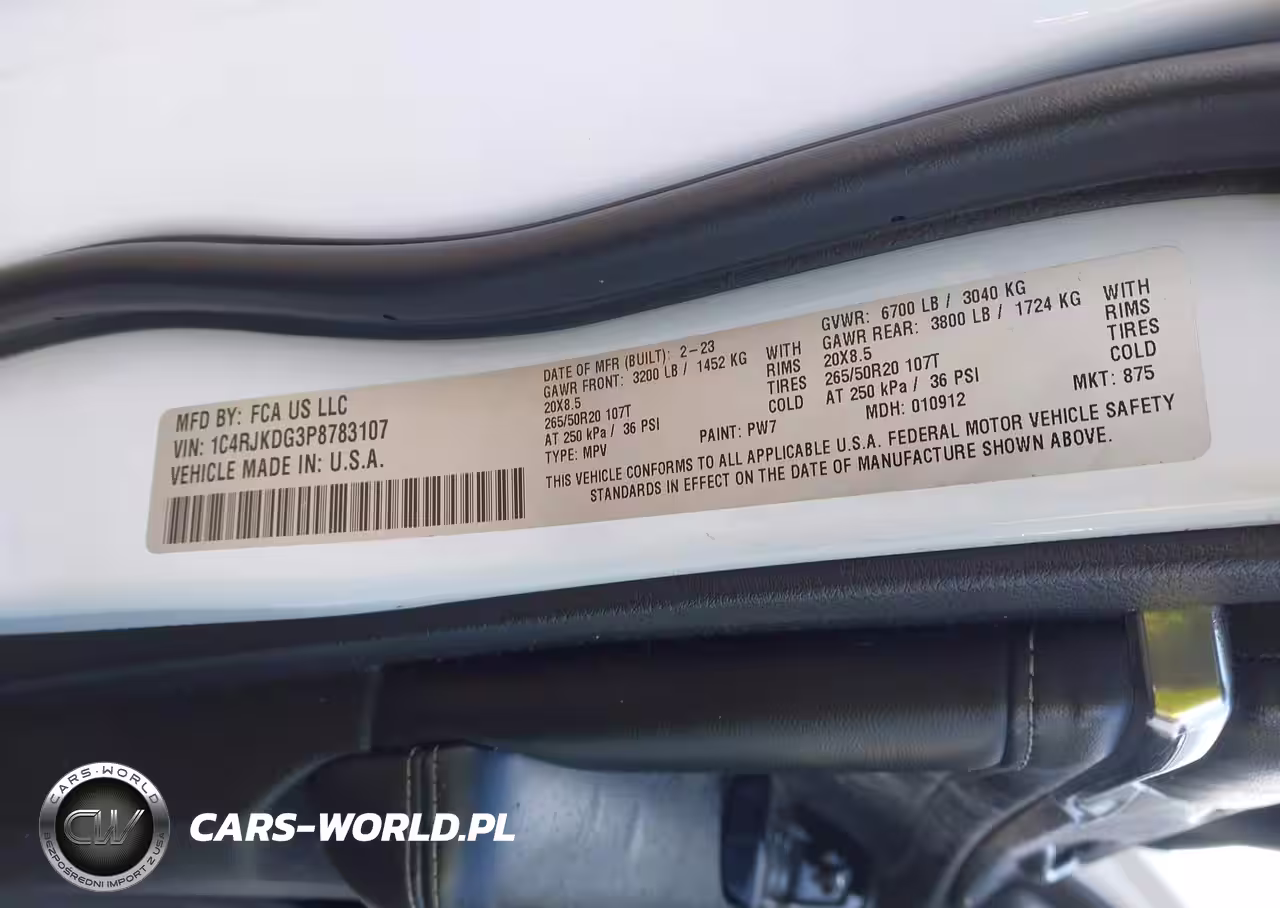 MFD BY: FCA US LLC
VIN: 1C4RJKDG3P8783107
VEHICLE MADE IN: U.S.A.
DATE OF MFR (BUILT): 2-23
GAWR FRONT: 3200 LB / 1452 KG WITH
20X8.5 RIMS
265/50R20 107T TIRES
AT 250 kPa / 36 PSI COLD
TYPE: MPV PAINT: PW7
GVWR: 6700 LB / 3040 KG
GAWR REAR: 3800 LB / 1724 KG WITH
20X8.5 RIMS
265/50R20 107T TIRES
AT 250 kPa / 36 PSI COLD
MDH: 010912 MKT: 875
THIS VEHICLE CONFORMS TO ALL APPLICABLE U.S.A. FEDERAL MOTOR VEHICLE SAFETY
STANDARDS IN EFFECT ON THE DATE OF MANUFACTURE SHOWN ABOVE.
CARS-WORLD
CW
BEZPOŚREDNI IMPORT Z USA
CARS-WORLD.PL